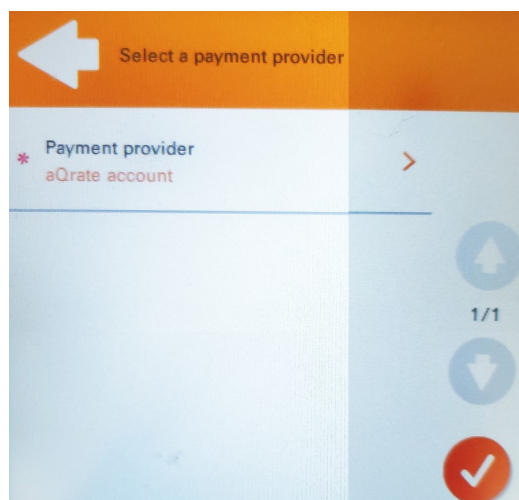 Select a payment provider
* Payment provider
aQrate account
1/1